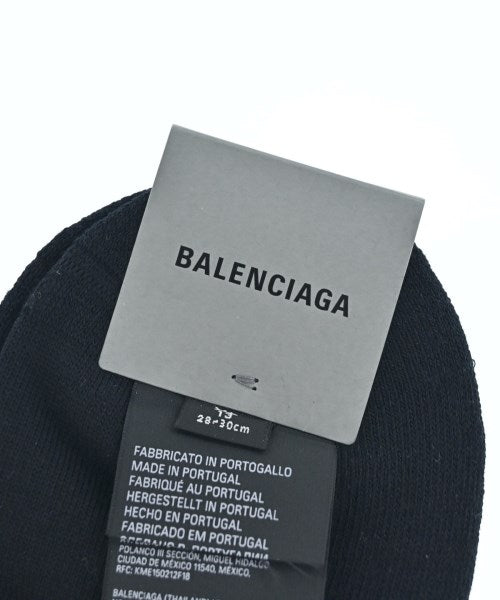 BALENCIAGA
28-30cm
FABBRICATO IN PORTOGALLO
MADE IN PORTUGAL
FABRIQUÉ AU PORTUGAL
HERGESTELLT IN PORTUGAL
HECHO EN PORTUGAL
FABRICADO EM PORTUGAL
POLANCO III SECCIÓN, MIGUEL HIDALGO
CIUDAD DE MÉXICO 11540, MÉXICO.
RFC: KME150212F18
BALENCIAGA (THAILAND)